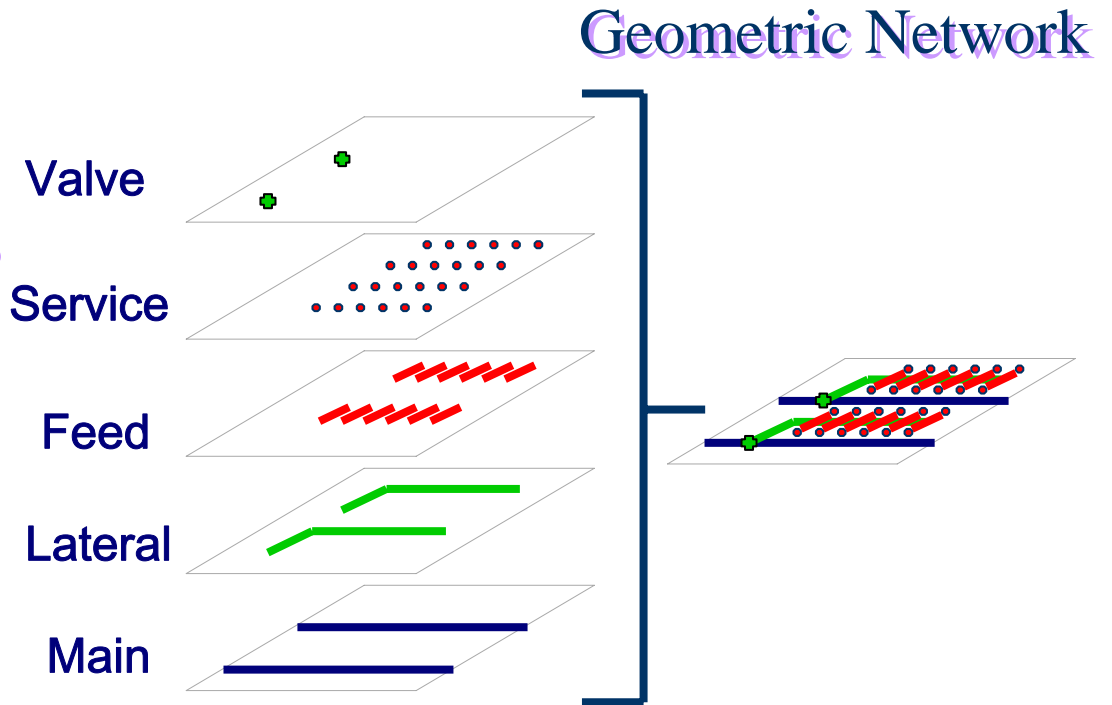 Geometric Network
Valve
Service
Feed
Lateral
Main